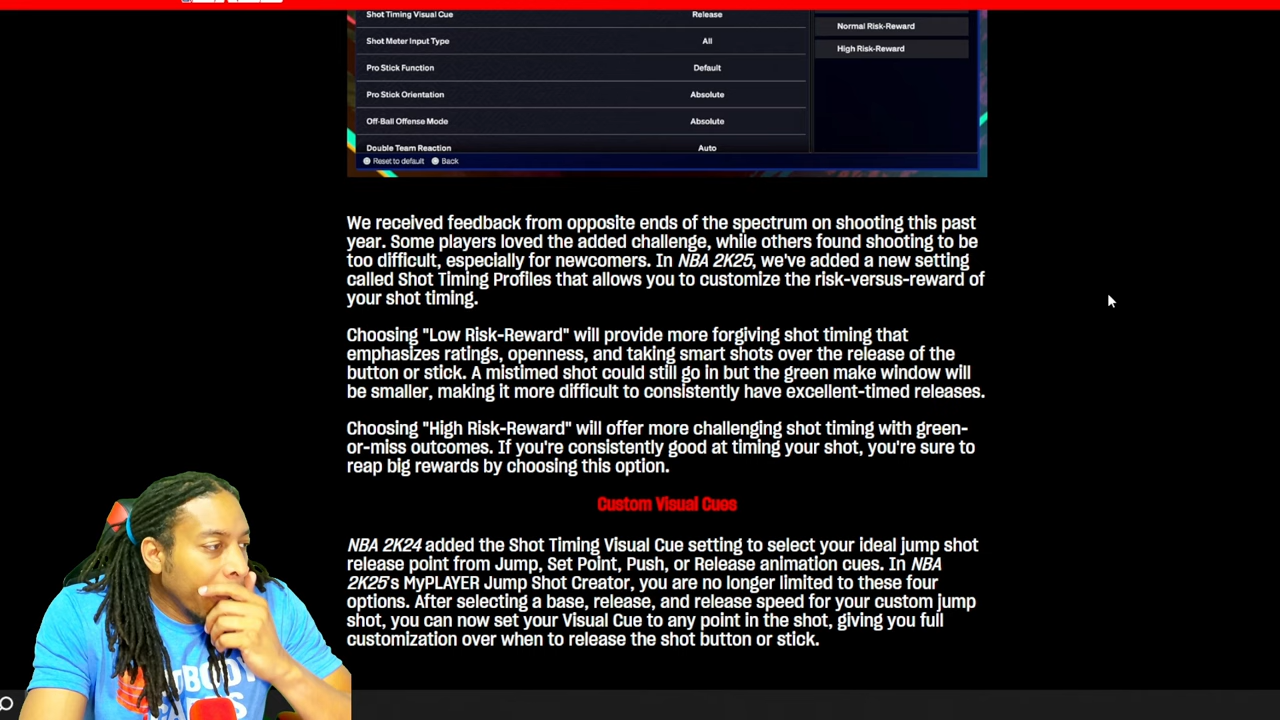 Shot Timing Visual Cue Release
Normal Risk-Reward
Shot Meter Input Type All
High Risk-Reward
Pro Stick Function Default
Pro Stick Orientation Absolute
Off-Ball Offense Mode Absolute
Double Team Reaction Auto
Reset to default Back
We received feedback from opposite ends of the spectrum on shooting this past
year. Some players loved the added challenge, while others found shooting to be
too difficult, especially for newcomers. In NBA 2K25, we've added a new setting
called Shot Timing Profiles that allows you to customize the risk-versus-reward of
your shot timing.
Choosing "Low Risk-Reward" will provide more forgiving shot timing that
emphasizes ratings, openness, and taking smart shots over the release of the
button or stick. A mistimed shot could still go in but the green make window will
be smaller, making it more difficult to consistently have excellent-timed releases.
Choosing "High Risk-Reward" will offer more challenging shot timing with green-
or-miss outcomes. If you're consistently good at timing your shot, you're sure to
reap big rewards by choosing this option.
Custom Visual Cues
NBA 2K24 added the Shot Timing Visual Cue setting to select your ideal jump shot
release point from Jump, Set Point, Push, or Release animation cues. In NBA
2K25's MyPLAYER Jump Shot Creator, you are no longer limited to these four
options. After selecting a base, release, and release speed for your custom jump
shot, you can now set your Visual Cue to any point in the shot, giving you full
customization over when to release the shot button or stick.